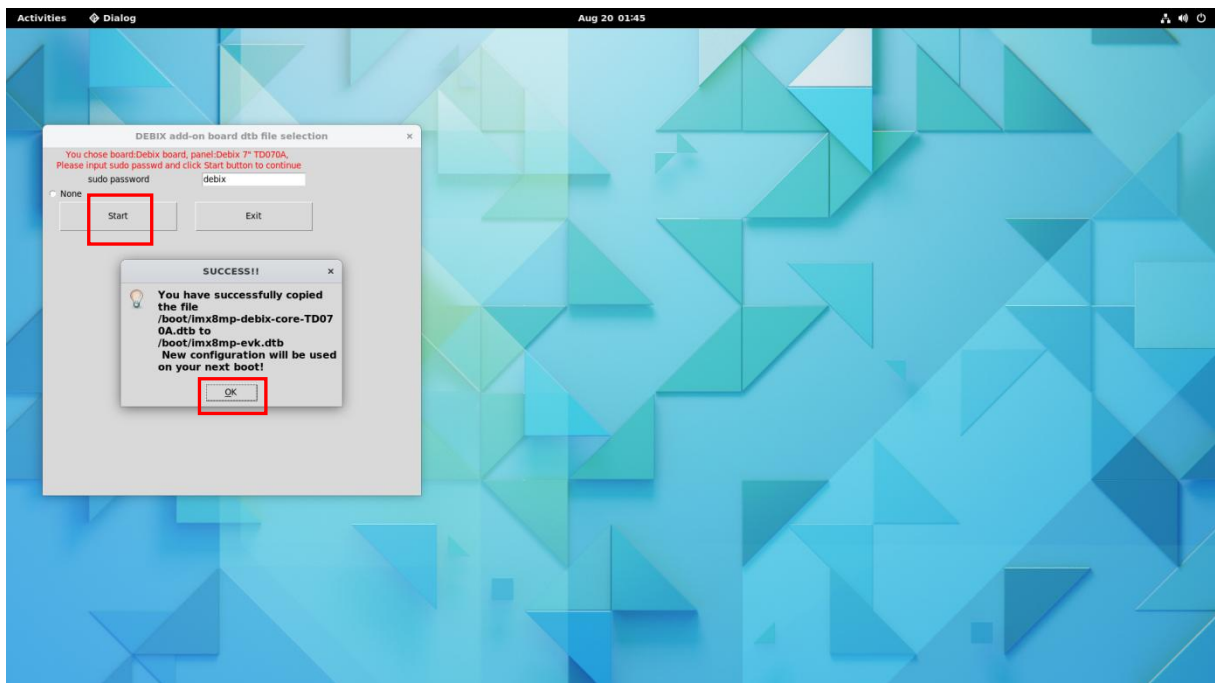 Activities Dialog Aug 20 01:45
DEBIX add-on board dtb file selection ×
You chose board:Debix board, panel:Debix 7" TD070A,
Please input sudo passwd and click Start button to continue
sudo password debix
None
Start Exit
SUCCESS!! ×
You have successfully copied
the file
/boot/imx8mp-debix-core-TD07
0A.dtb to
/boot/imx8mp-evk.dtb
New configuration will be used
on your next boot!
OK